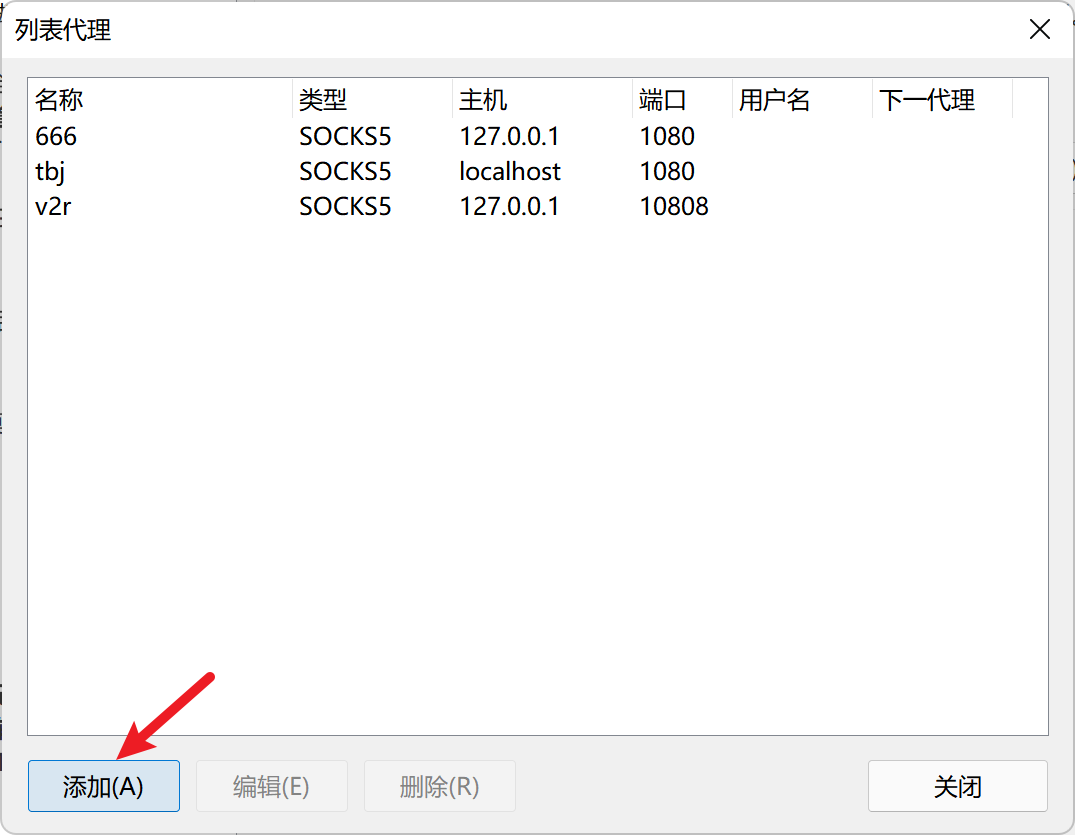 列表代理
名称 类型 主机 端口 用户名 下一代理
666 SOCKS5 127.0.0.1 1080
tbj SOCKS5 localhost 1080
v2r SOCKS5 127.0.0.1 10808
添加(A) 编辑(E) 删除(R) 关闭